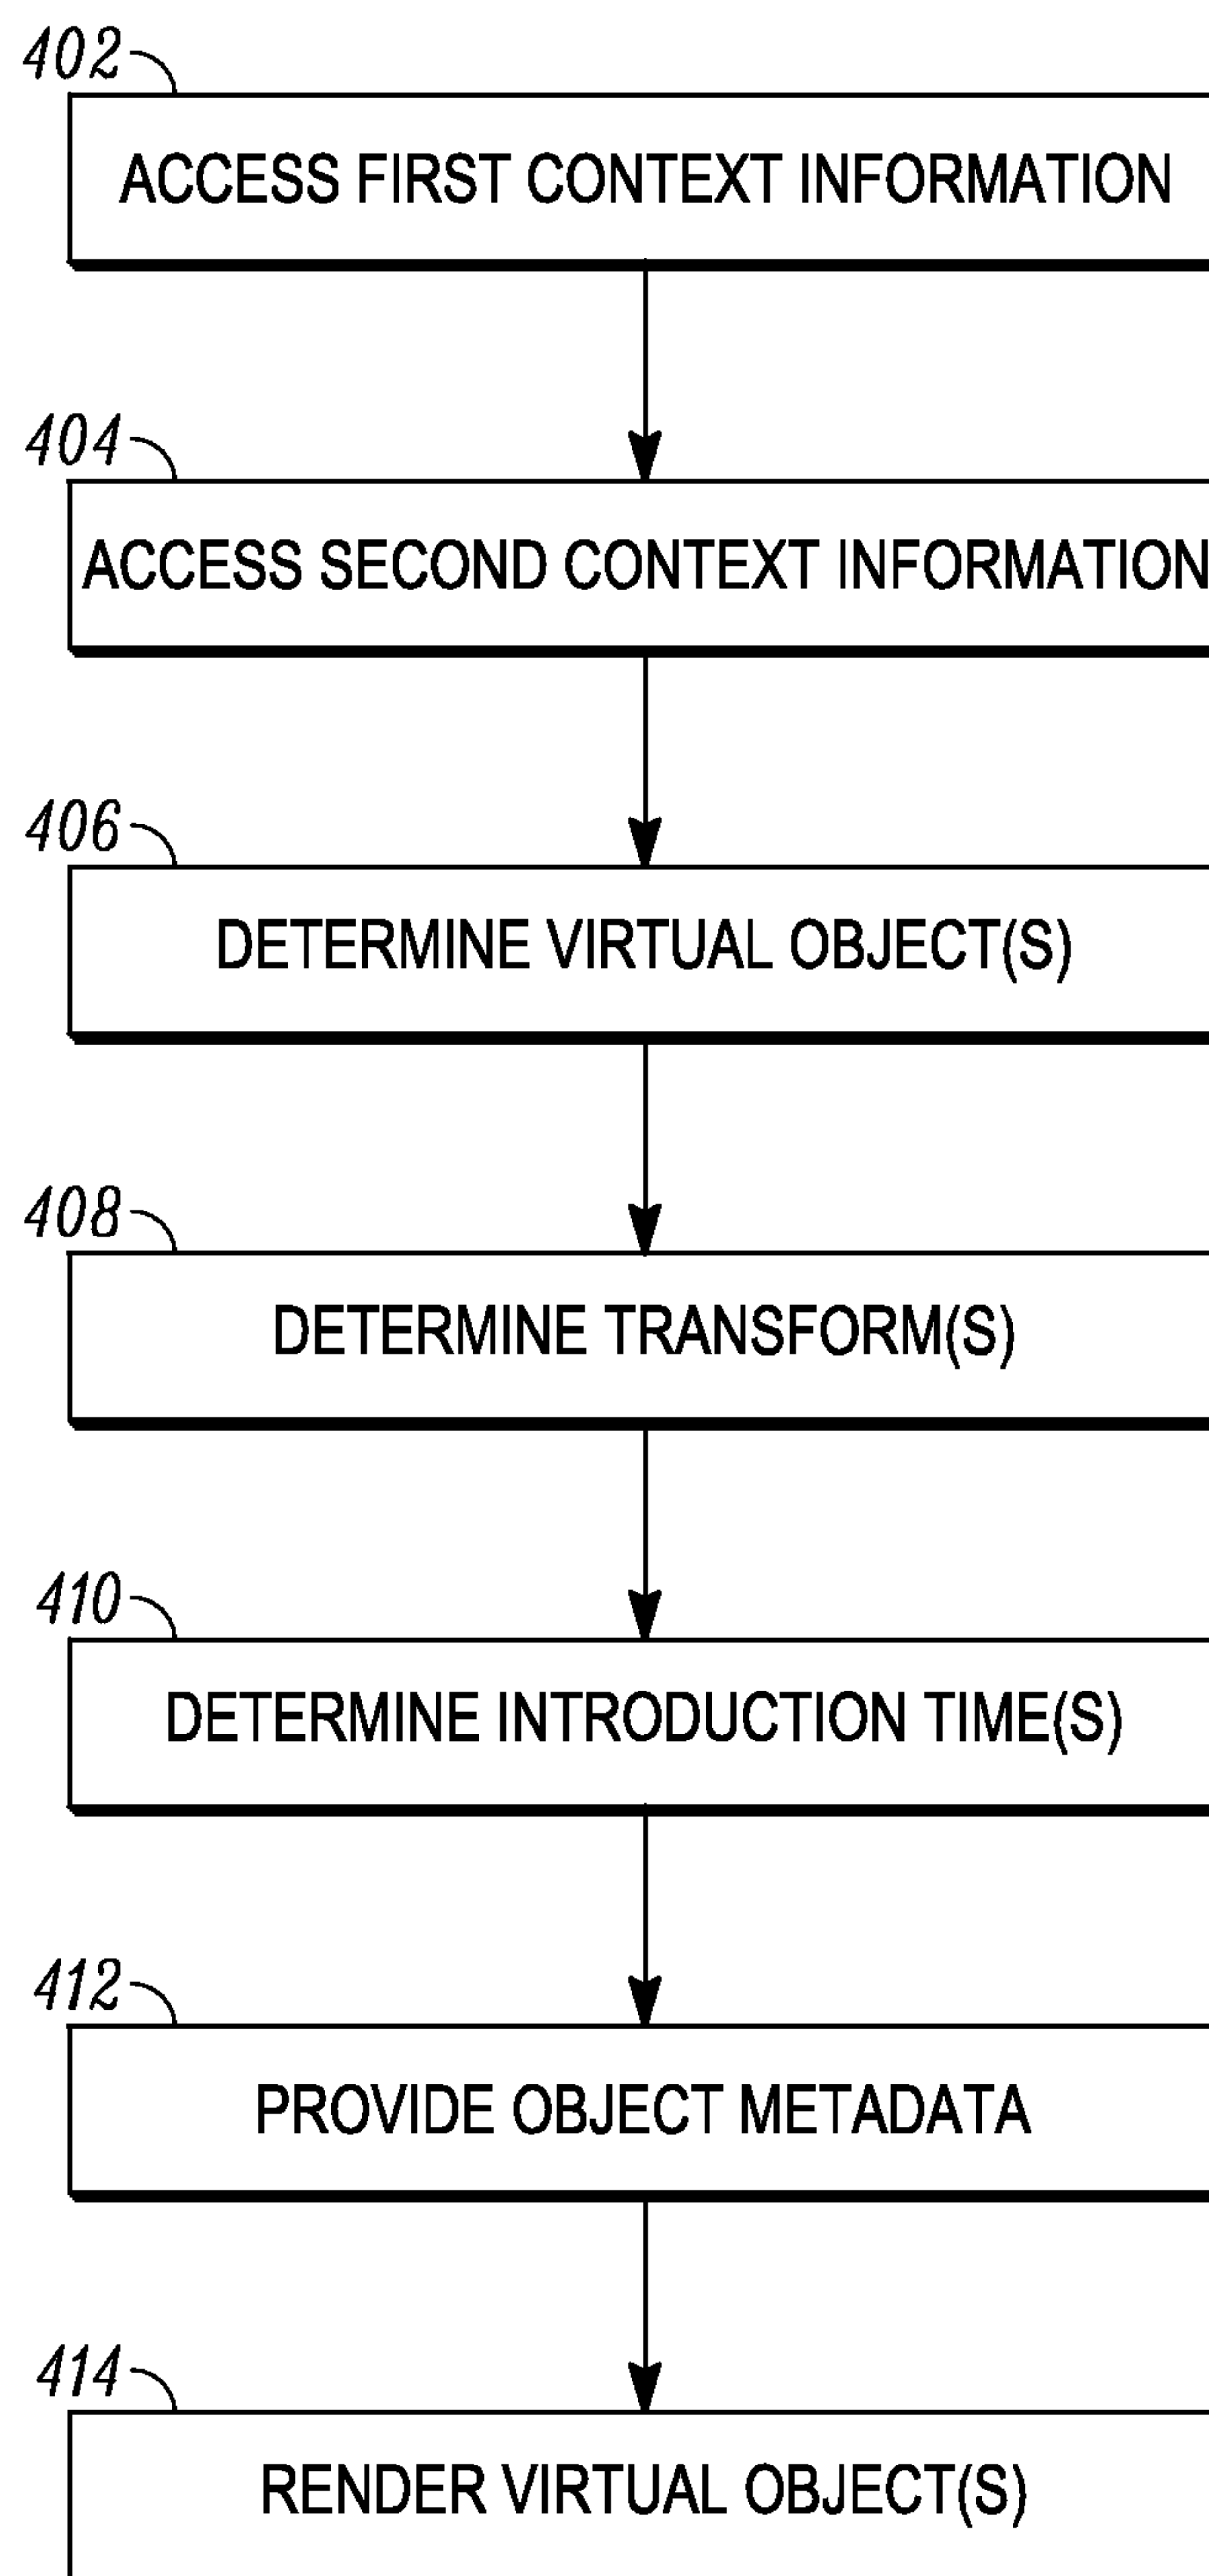 402
ACCESS FIRST CONTEXT INFORMATION
404
ACCESS SECOND CONTEXT INFORMATION
406
DETERMINE VIRTUAL OBJECT(S)
408
DETERMINE TRANSFORM(S)
410
DETERMINE INTRODUCTION TIME(S)
412
PROVIDE OBJECT METADATA
414
RENDER VIRTUAL OBJECT(S)